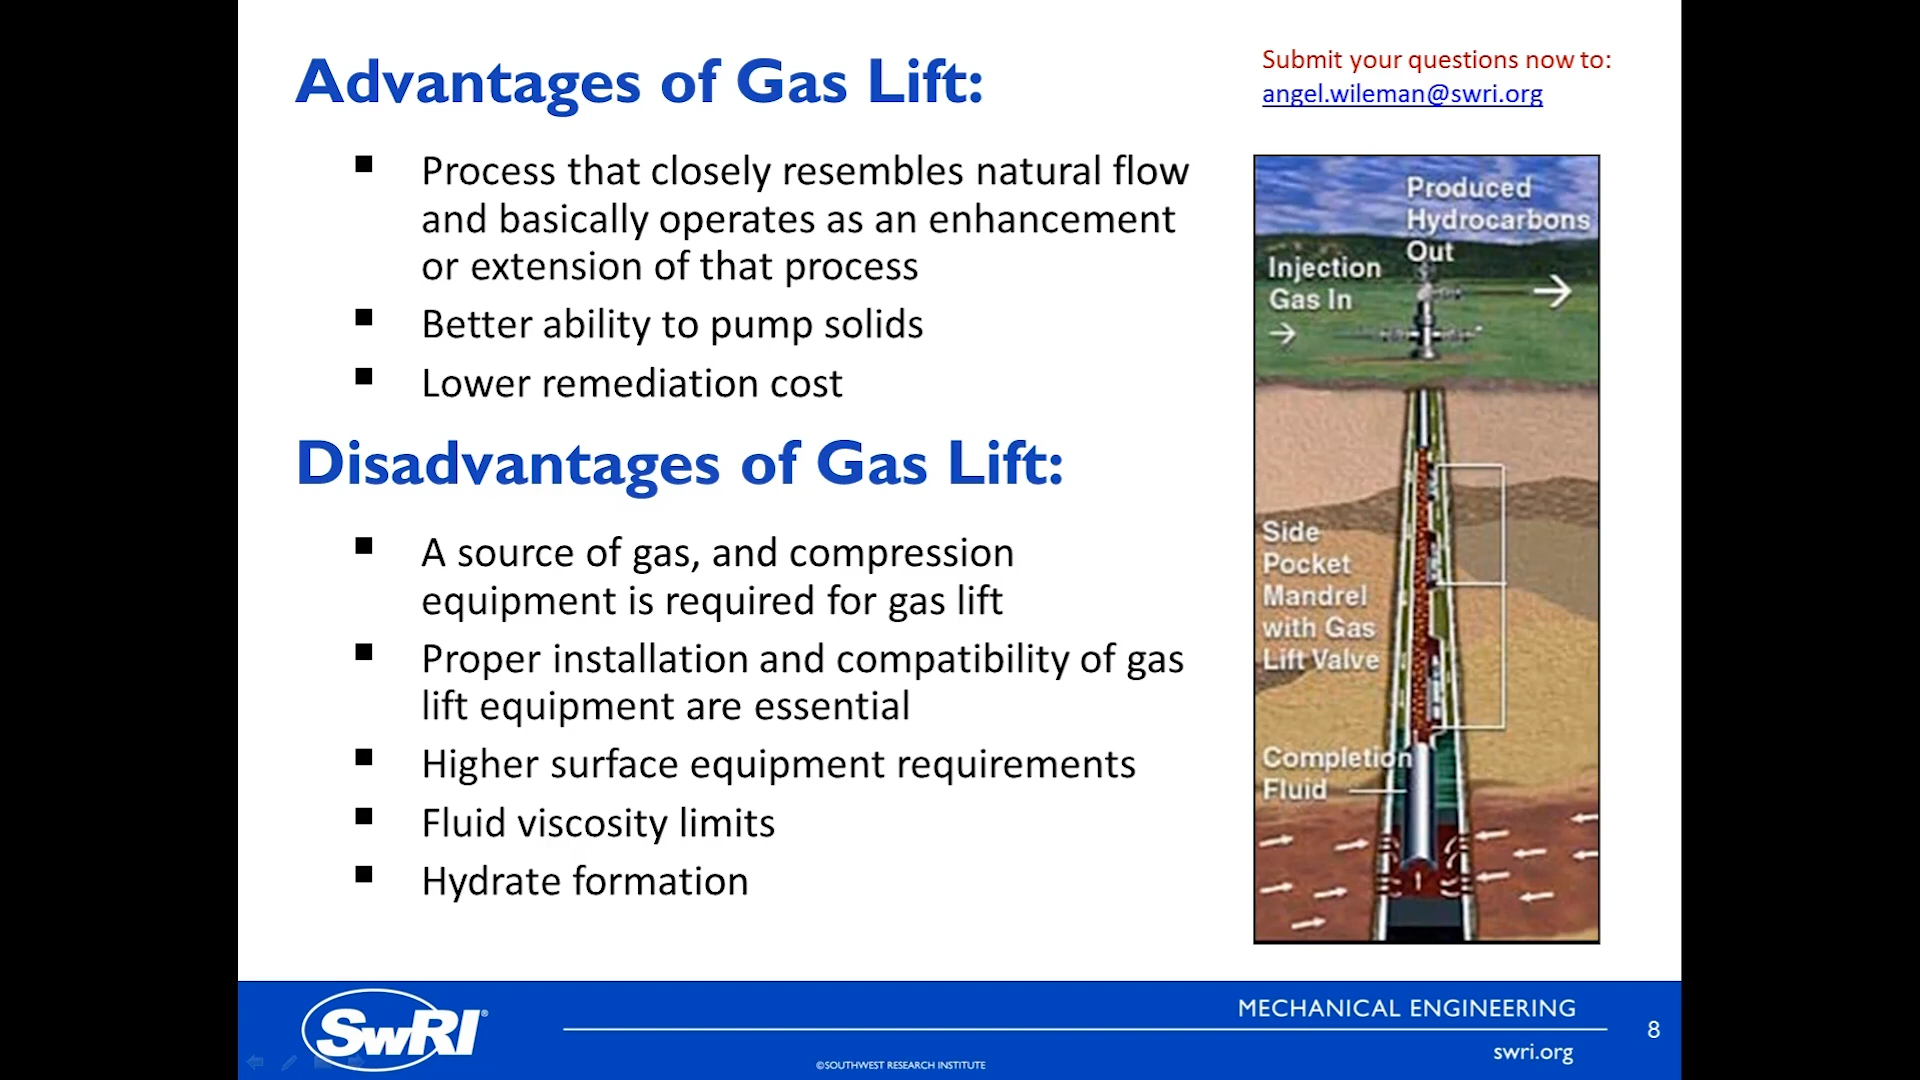 Advantages of Gas Lift:
Submit your questions now to:
angel.wileman@swri.org
Process that closely resembles natural flow
and basically operates as an enhancement
or extension of that process
Better ability to pump solids
Lower remediation cost
Disadvantages of Gas Lift:
A source of gas, and compression
equipment is required for gas lift
Proper installation and compatibility of gas
lift equipment are essential
Higher surface equipment requirements
Fluid viscosity limits
Hydrate formation
Produced
Hydrocarbons
Out
Injection
Gas In
Side
Pocket
Mandrel
with Gas
Lift Valve
Completion
Fluid
SwRI®
©SOUTHWEST RESEARCH INSTITUTE
MECHANICAL ENGINEERING
swri.org
8